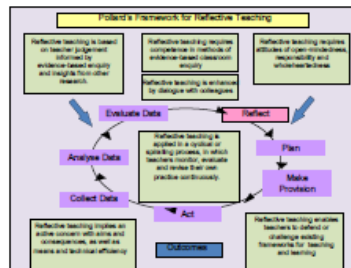 Pollard's Framework for Reflective Teaching
Reflective teaching is based
on teacher judgement
informed by
evidence-based enquiry
and insights from other
research.
Reflective teaching requires
competence in methods of
evidence-based classroom
enquiry
Reflective teaching requires
attitudes of open-mindedness,
responsibility and
wholeheartedness
Reflective teaching is enhanced
by dialogue with colleagues
Evaluate Data
Reflect
Analyse Data
Reflective teaching is
applied in a cyclical or
spiralling process, in which
teachers monitor, evaluate
and revise their own
practice continuously.
Plan
Make
Provision
Collect Data
Act
Reflective teaching implies an
active concern with aims and
consequences, as well as
means and technical efficiency
Outcomes
Reflective teaching enables
teachers to defend or
challenge existing
frameworks for teaching
and learning